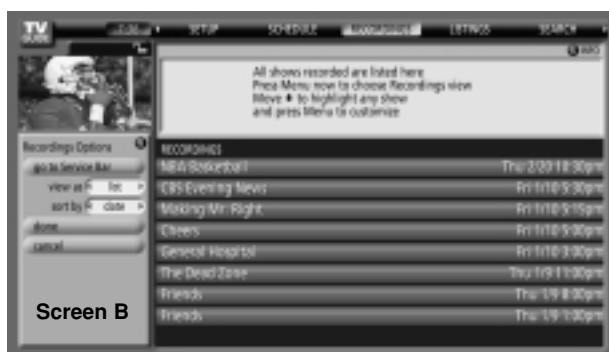 TV
GUIDE
SETUP
SCHEDULE
RECORDINGS
LISTINGS
SEARCH
INFO
All shows recorded are listed here
Press Menu now to choose Recordings view
Move to highlight any show
and press Menu to customize
Recordings Options
go to Service Bar
view as list
sort by date
done
cancel
RECORDINGS
NBA Basketball Thu 2/20 10:30pm
CBS Evening News Fri 1/10 5:30pm
Making Mr. Right Fri 1/10 5:15pm
Cheers Fri 1/10 5:00pm
General Hospital Fri 1/10 3:00pm
The Dead Zone Thu 1/9 11:00pm
Friends Thu 1/9 8:00pm
Friends Thu 1/9 1:00pm
Screen B